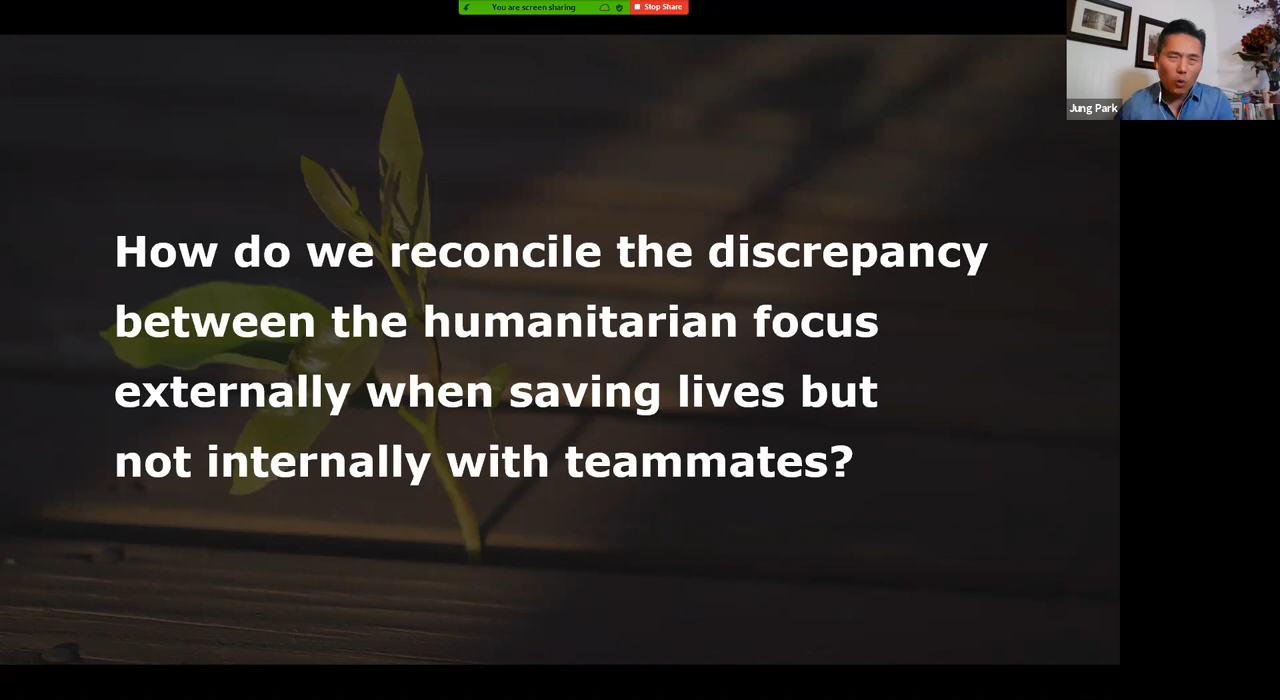 You are screen sharing
Stop Share
Jung Park
How do we reconcile the discrepancy
between the humanitarian focus
externally when saving lives but
not internally with teammates?